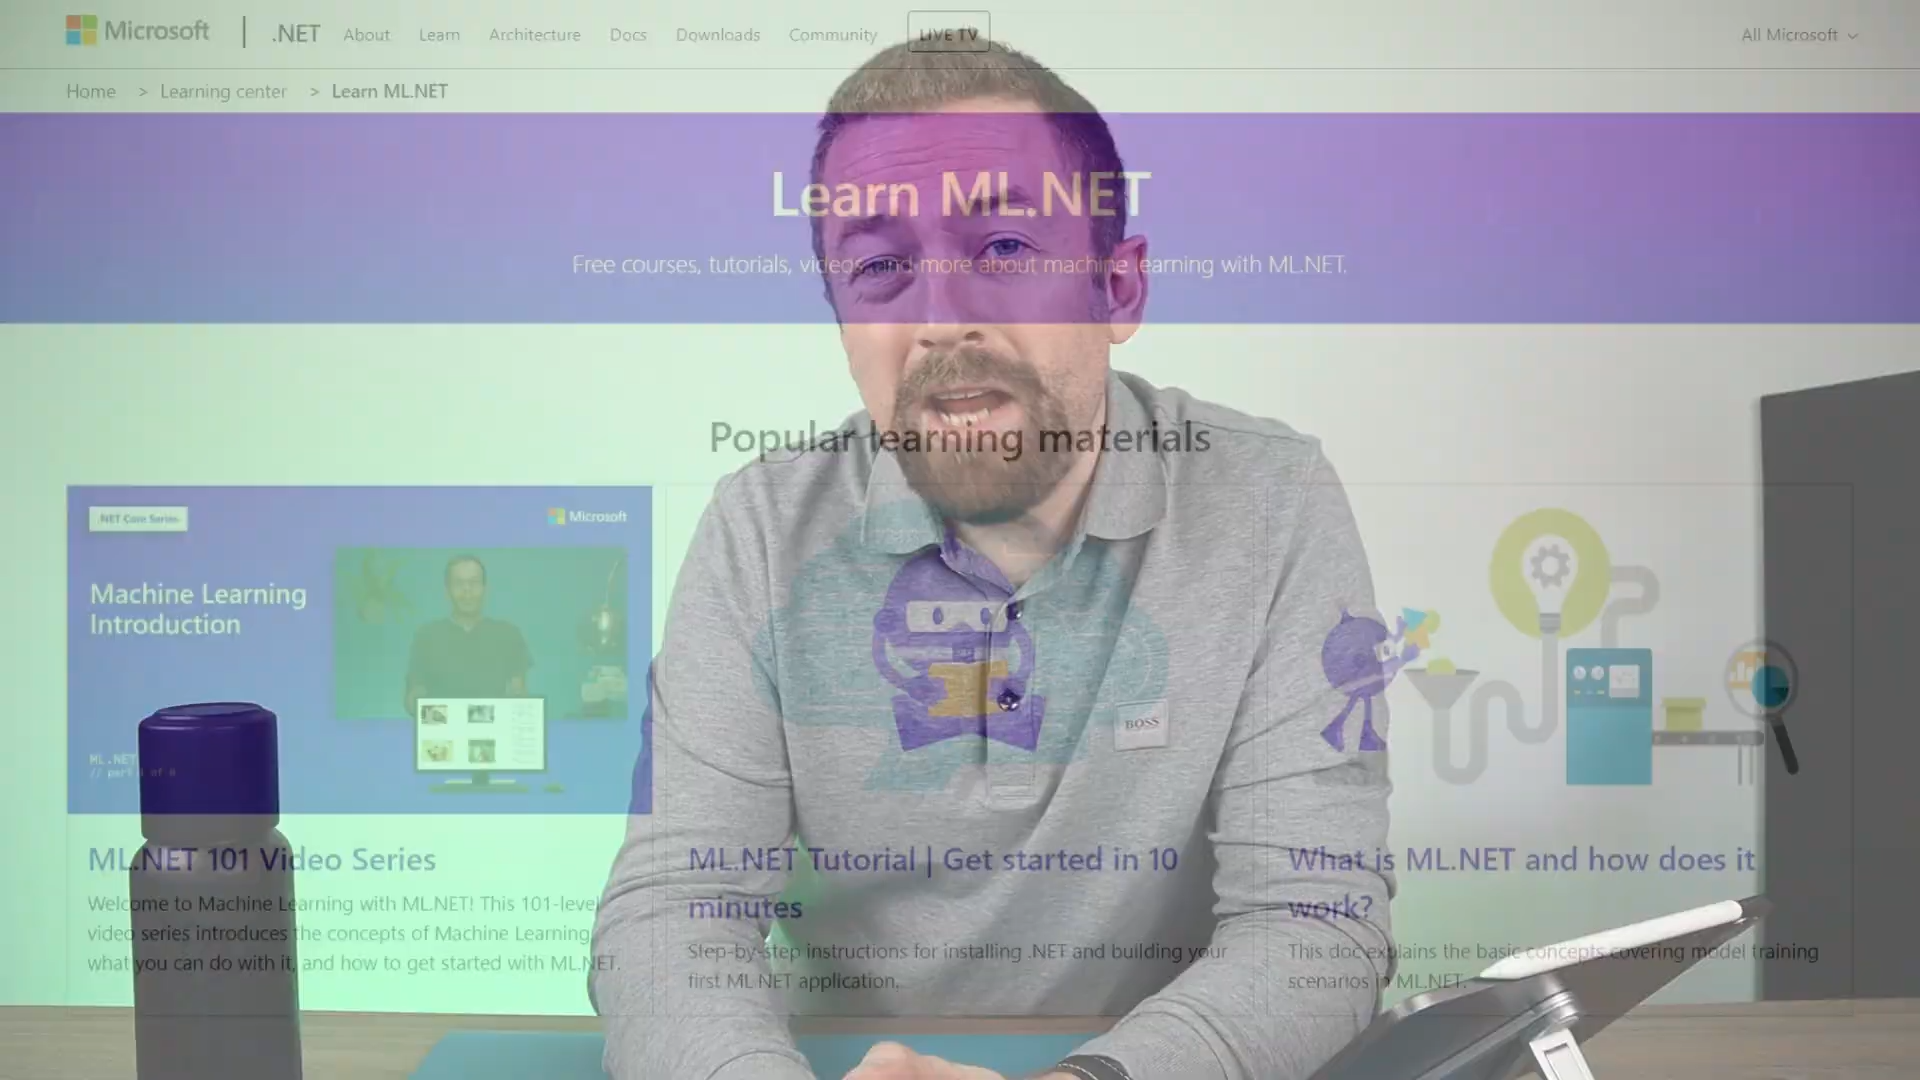 Microsoft
.NET
About
Learn
Architecture
Docs
Downloads
Community
LIVE TV
All Microsoft
Home > Learning center > Learn ML.NET
Learn ML.NET
Free courses, tutorials, videos, and more about machine learning with ML.NET.
Popular learning materials
.NET Core Series
Microsoft
Machine Learning
Introduction
ML.NET
// part 1 of 8
BOSS
ML.NET 101 Video Series
Welcome to Machine Learning with ML.NET! This 101-level
video series introduces the concepts of Machine Learning,
what you can do with it, and how to get started with ML.NET.
ML.NET Tutorial | Get started in 10
minutes
Step-by-step instructions for installing .NET and building your
first ML.NET application.
What is ML.NET and how does it
work?
This doc explains the basic concepts covering model training
scenarios in ML.NET.